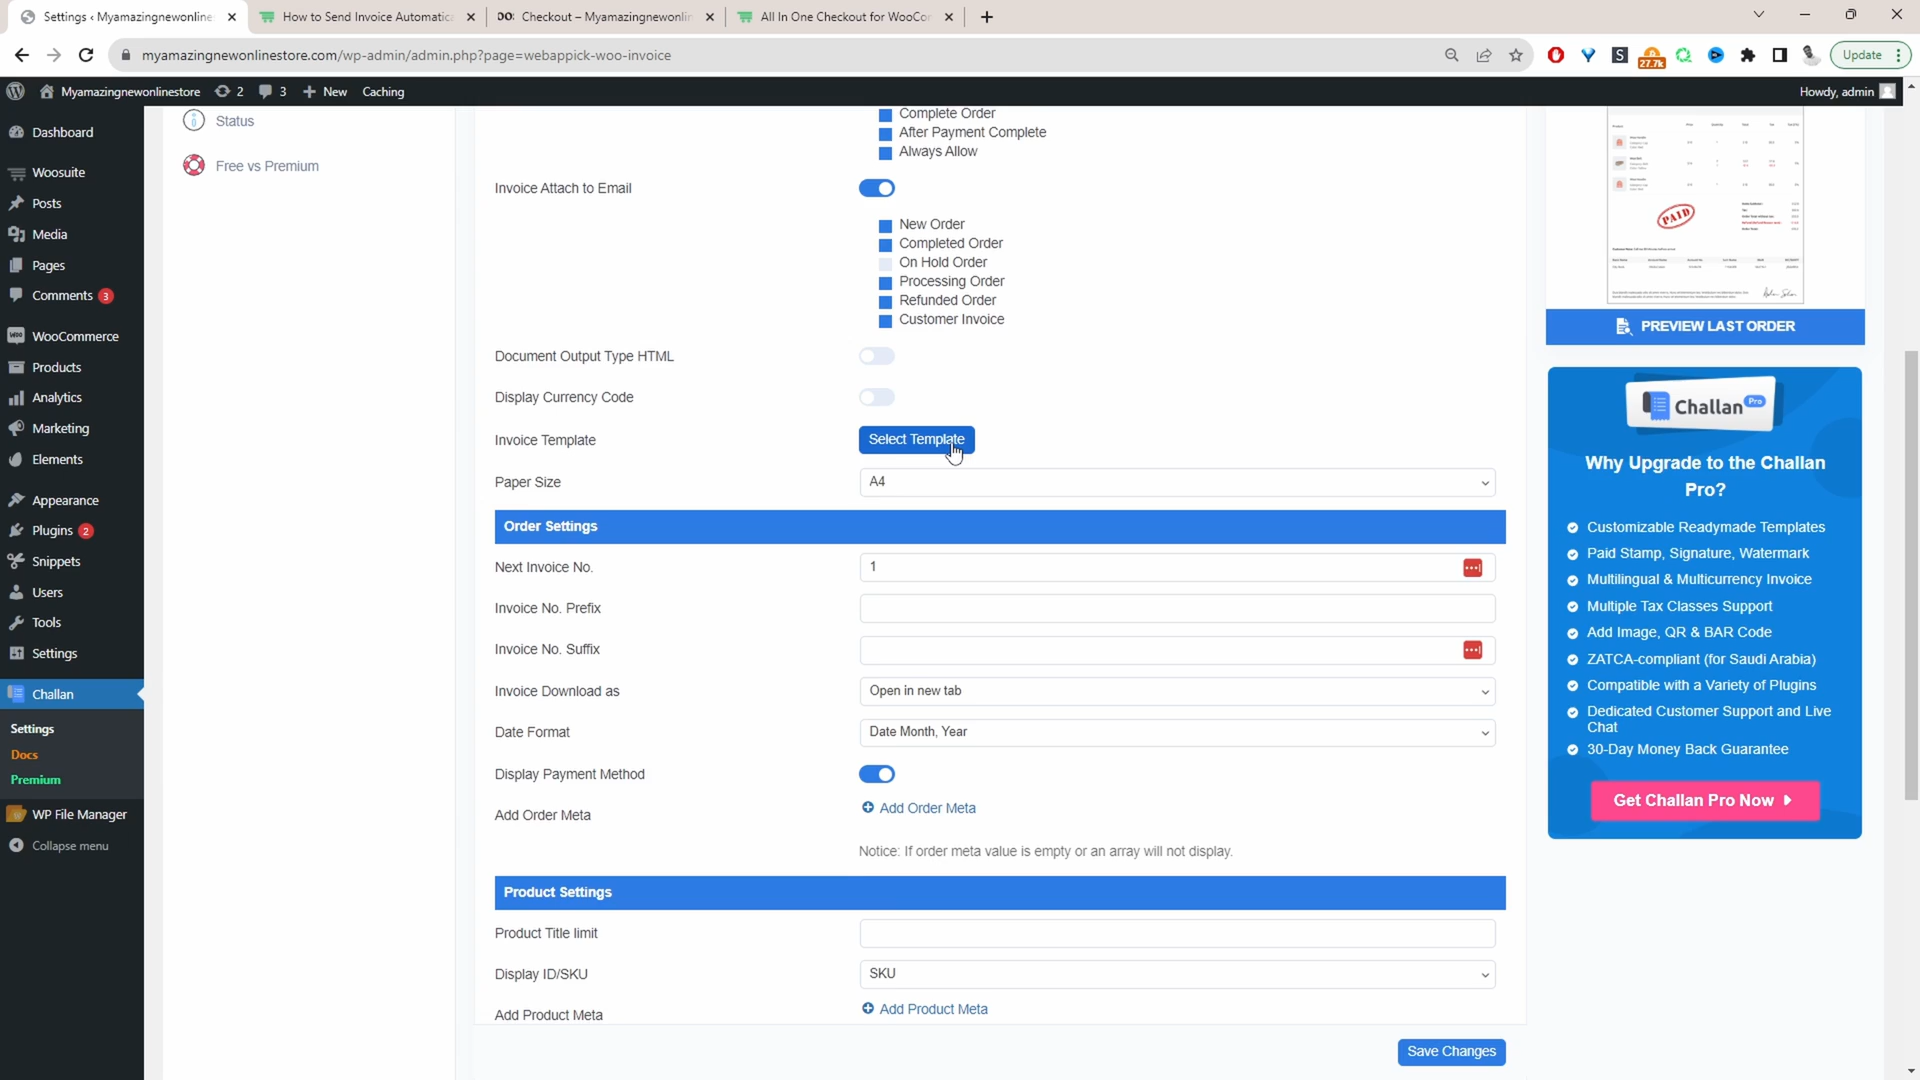 Settings ‹ Myamazingnewonline
How to Send Invoice Automatica
Checkout – Myamazingnewonlin
All In One Checkout for WooCor
myamazingnewonlinestore.com/wp-admin/admin.php?page=webappick-woo-invoice
27.7k
Update
Myamazingnewonlinestore
2
3
New
Caching
Howdy, admin
Dashboard
Woosuite
Posts
Media
Pages
Comments 3
WooCommerce
Products
Analytics
Marketing
Elements
Appearance
Plugins 2
Snippets
Users
Tools
Settings
Challan
Settings
Docs
Premium
WP File Manager
Collapse menu
Status
Free vs Premium
Complete Order
After Payment Complete
Always Allow
Invoice Attach to Email
New Order
Completed Order
On Hold Order
Processing Order
Refunded Order
Customer Invoice
Document Output Type HTML
Display Currency Code
Invoice Template
Select Template
Paper Size
A4
Order Settings
Next Invoice No.
1
Invoice No. Prefix
Invoice No. Suffix
Invoice Download as
Open in new tab
Date Format
Date Month, Year
Display Payment Method
Add Order Meta
Add Order Meta
Notice: If order meta value is empty or an array will not display.
Product Settings
Product Title limit
Display ID/SKU
SKU
Add Product Meta
Add Product Meta
Save Changes
PAID
PREVIEW LAST ORDER
Challan Pro
Why Upgrade to the Challan
Pro?
Customizable Readymade Templates
Paid Stamp, Signature, Watermark
Multilingual & Multicurrency Invoice
Multiple Tax Classes Support
Add Image, QR & BAR Code
ZATCA-compliant (for Saudi Arabia)
Compatible with a Variety of Plugins
Dedicated Customer Support and Live
Chat
30-Day Money Back Guarantee
Get Challan Pro Now